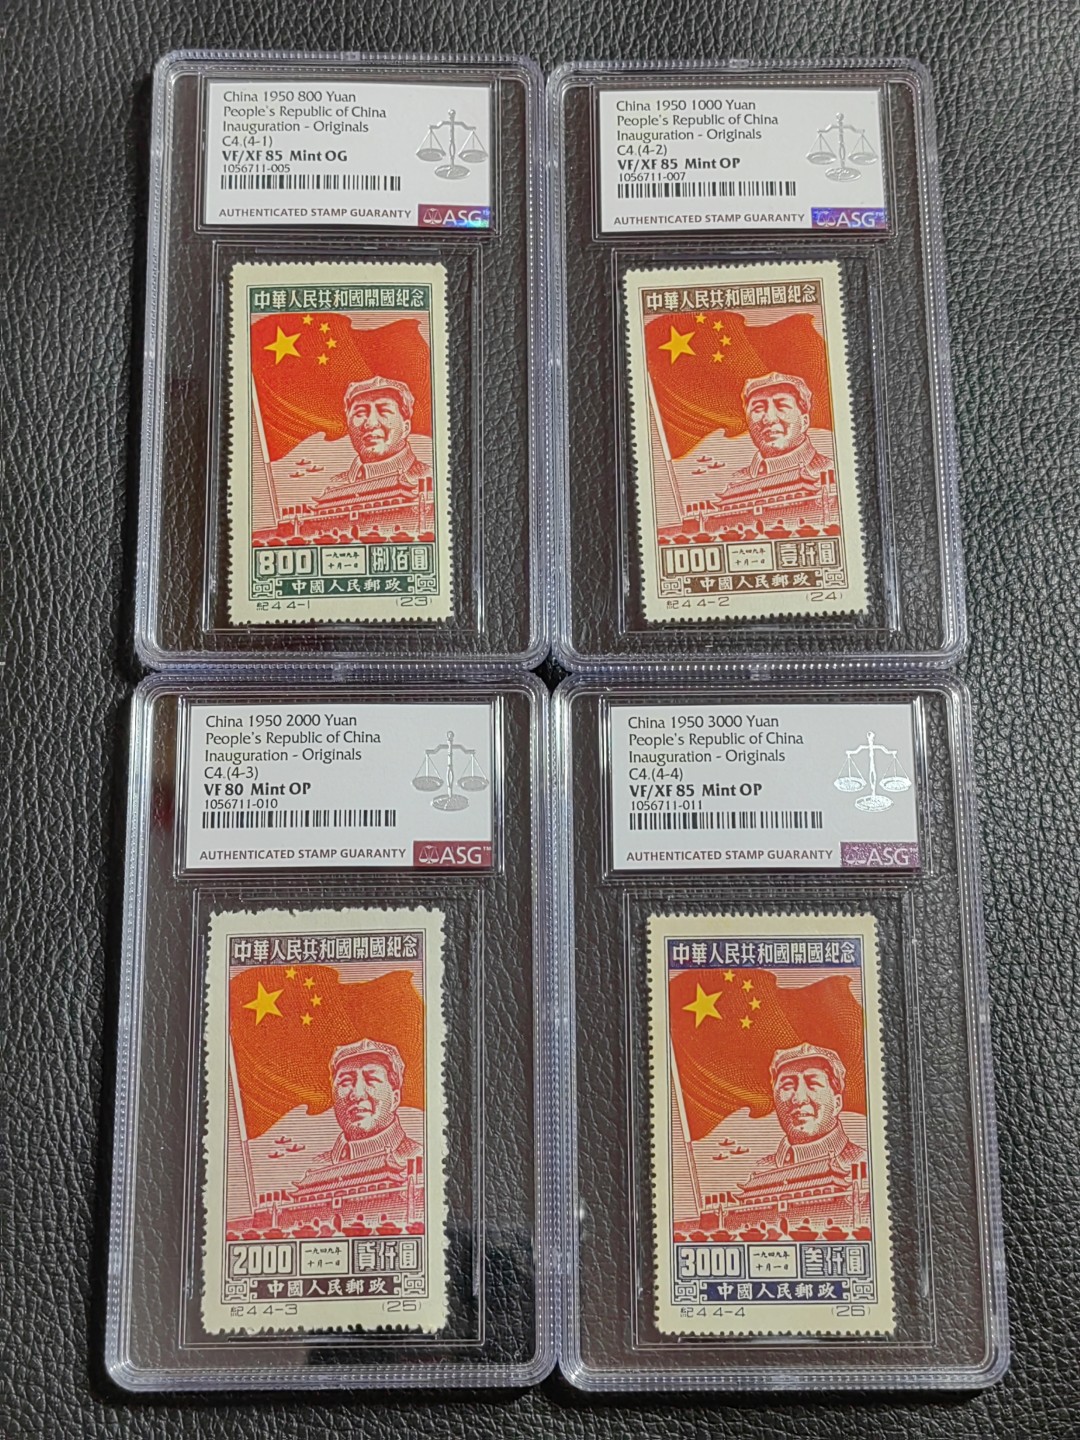 China 1950 800 Yuan
People's Republic of China
Inauguration - Originals
C4.(4-1)
VF/XF 85 Mint OG
1056711-005
AUTHENTICATED STAMP GUARANTY ASG™
中華人民共和國開國紀念
800 一九四九年 十月一日 捌佰圓
中國人民郵政
紀4 4-1 (23)
China 1950 1000 Yuan
People's Republic of China
Inauguration - Originals
C4.(4-2)
VF/XF 85 Mint OP
1056711-007
AUTHENTICATED STAMP GUARANTY ASG™
中華人民共和國開國紀念
1000 一九四九年 十月一日 壹仟圓
中國人民郵政
紀4 4-2 (24)
China 1950 2000 Yuan
People's Republic of China
Inauguration - Originals
C4.(4-3)
VF 80 Mint OP
1056711-010
AUTHENTICATED STAMP GUARANTY ASG™
中華人民共和國開國紀念
2000 一九四九年 十月一日 貳仟圓
中國人民郵政
紀4 4-3 (25)
China 1950 3000 Yuan
People's Republic of China
Inauguration - Originals
C4.(4-4)
VF/XF 85 Mint OP
1056711-011
AUTHENTICATED STAMP GUARANTY ASG™
中華人民共和國開國紀念
3000 一九四九年 十月一日 叁仟圓
中國人民郵政
紀4 4-4 (26)